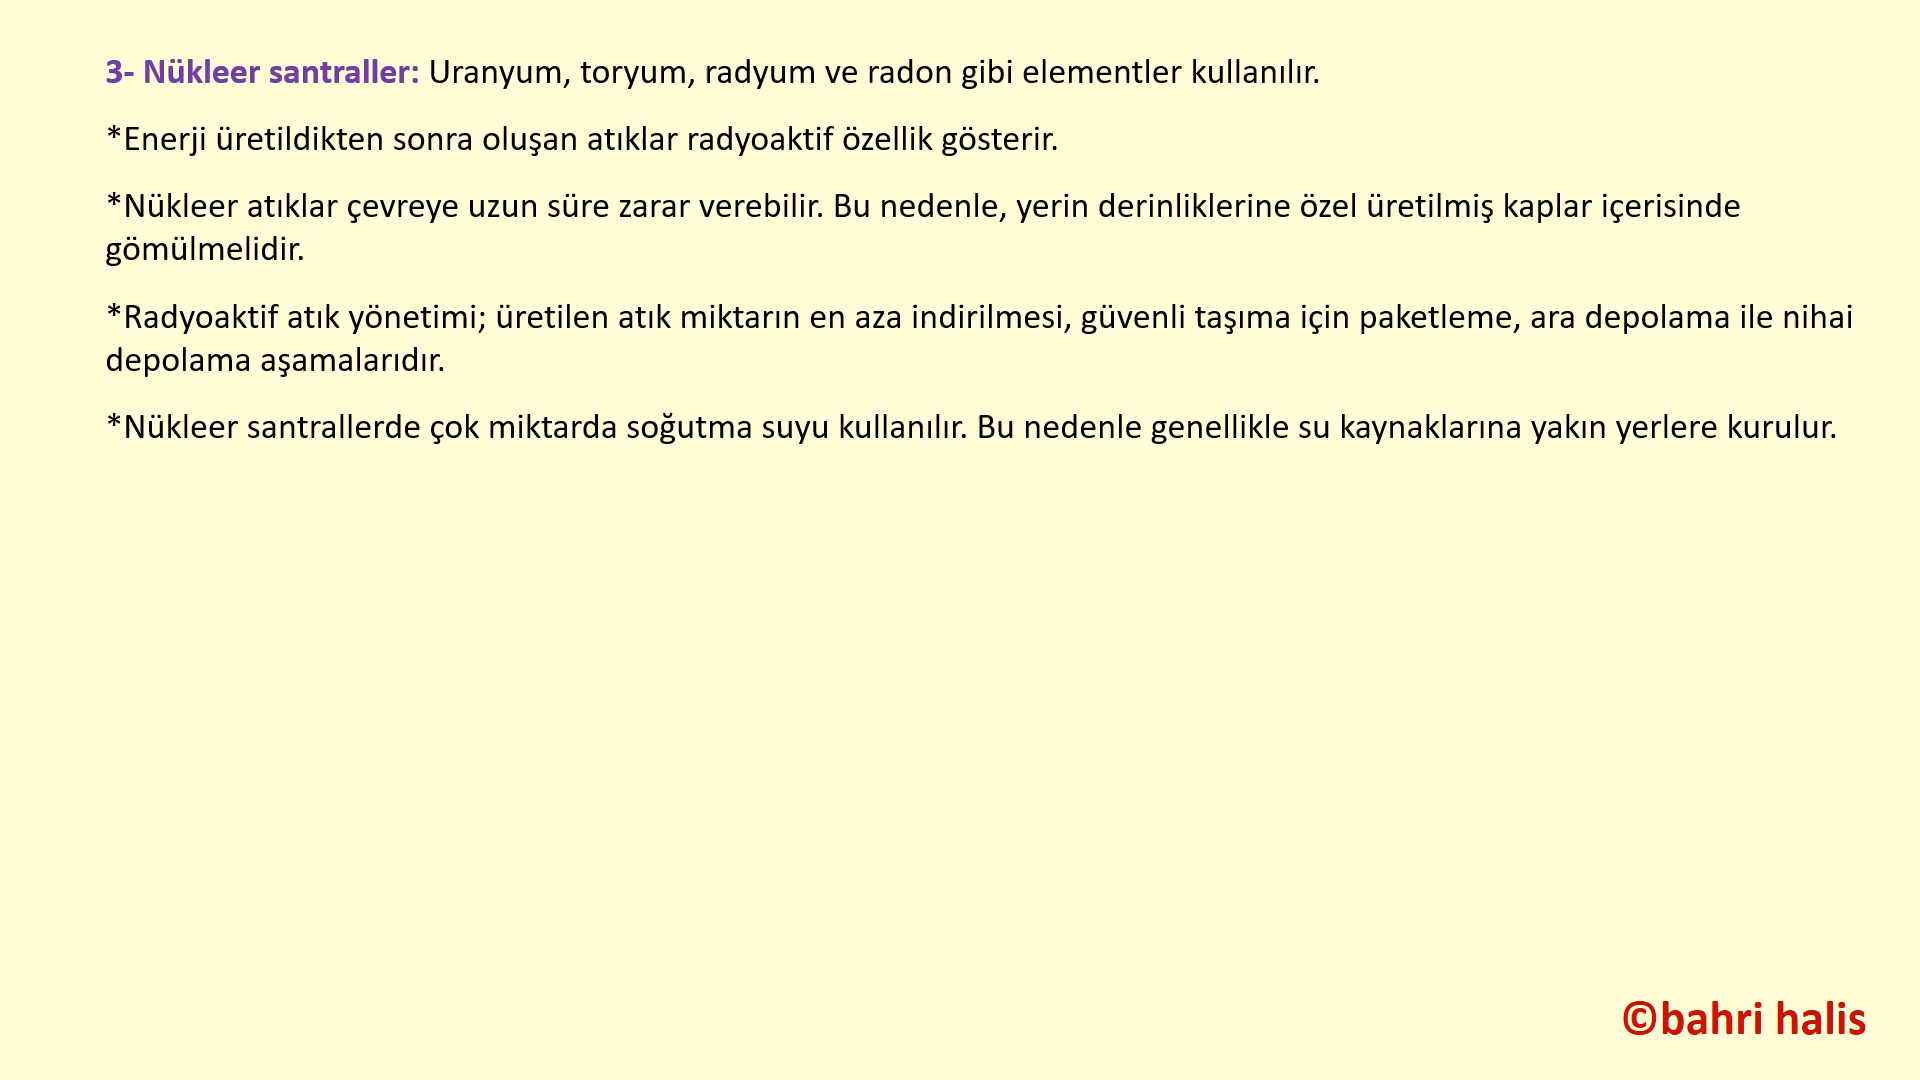 3- Nükleer santraller: Uranyum, toryum, radyum ve radon gibi elementler kullanılır.
*Enerji üretildikten sonra oluşan atıklar radyoaktif özellik gösterir.
*Nükleer atıklar çevreye uzun süre zarar verebilir. Bu nedenle, yerin derinliklerine özel üretilmiş kaplar içerisinde
gömülmelidir.
*Radyoaktif atık yönetimi; üretilen atık miktarın en aza indirilmesi, güvenli taşıma için paketleme, ara depolama ile nihai
depolama aşamalarıdır.
*Nükleer santrallerde çok miktarda soğutma suyu kullanılır. Bu nedenle genellikle su kaynaklarına yakın yerlere kurulur.
©bahri halis